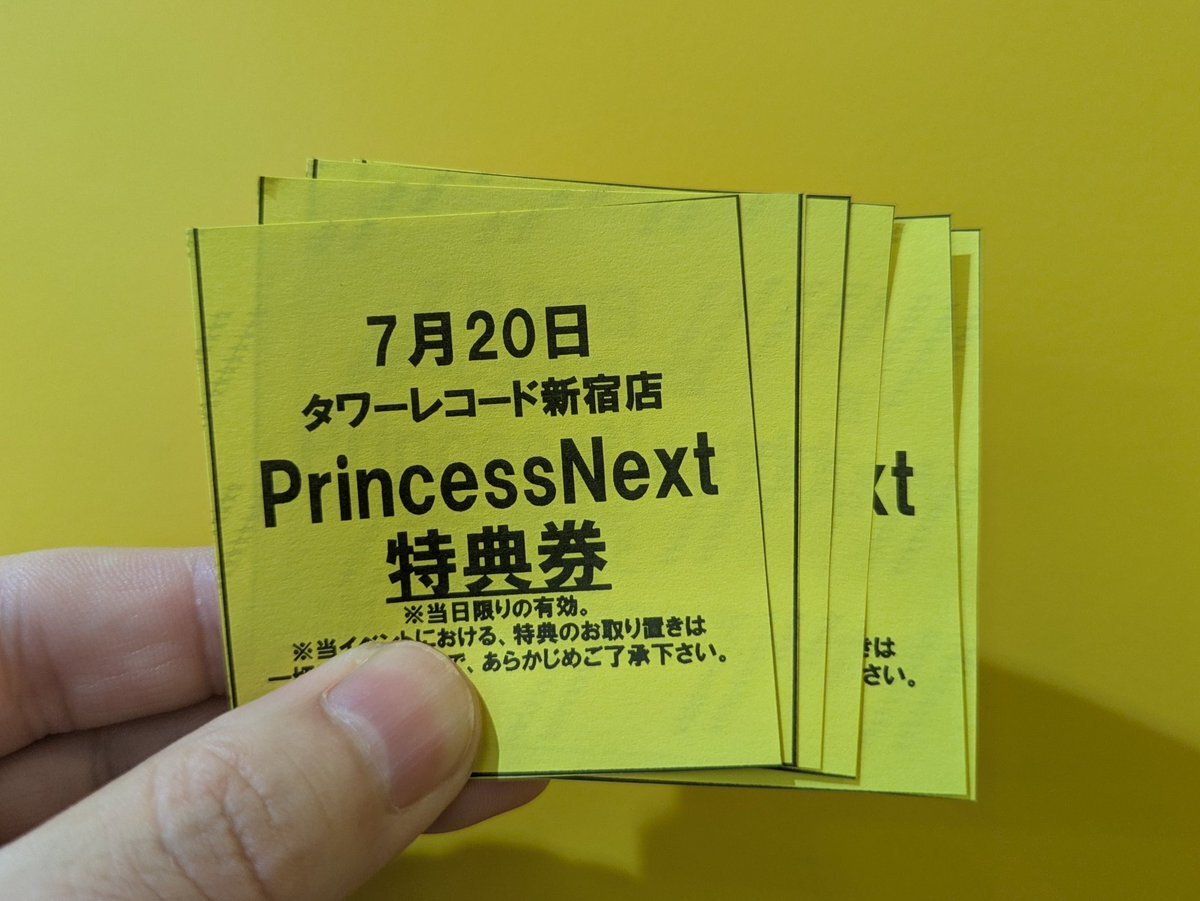 7月20日
タワーレコード新宿店
PrincessNext
特典券
※当日限りの有効。
※当イベントにおける、特典のお取り置きは
で、あらかじめご了承下さい。
xt
きは
さい。